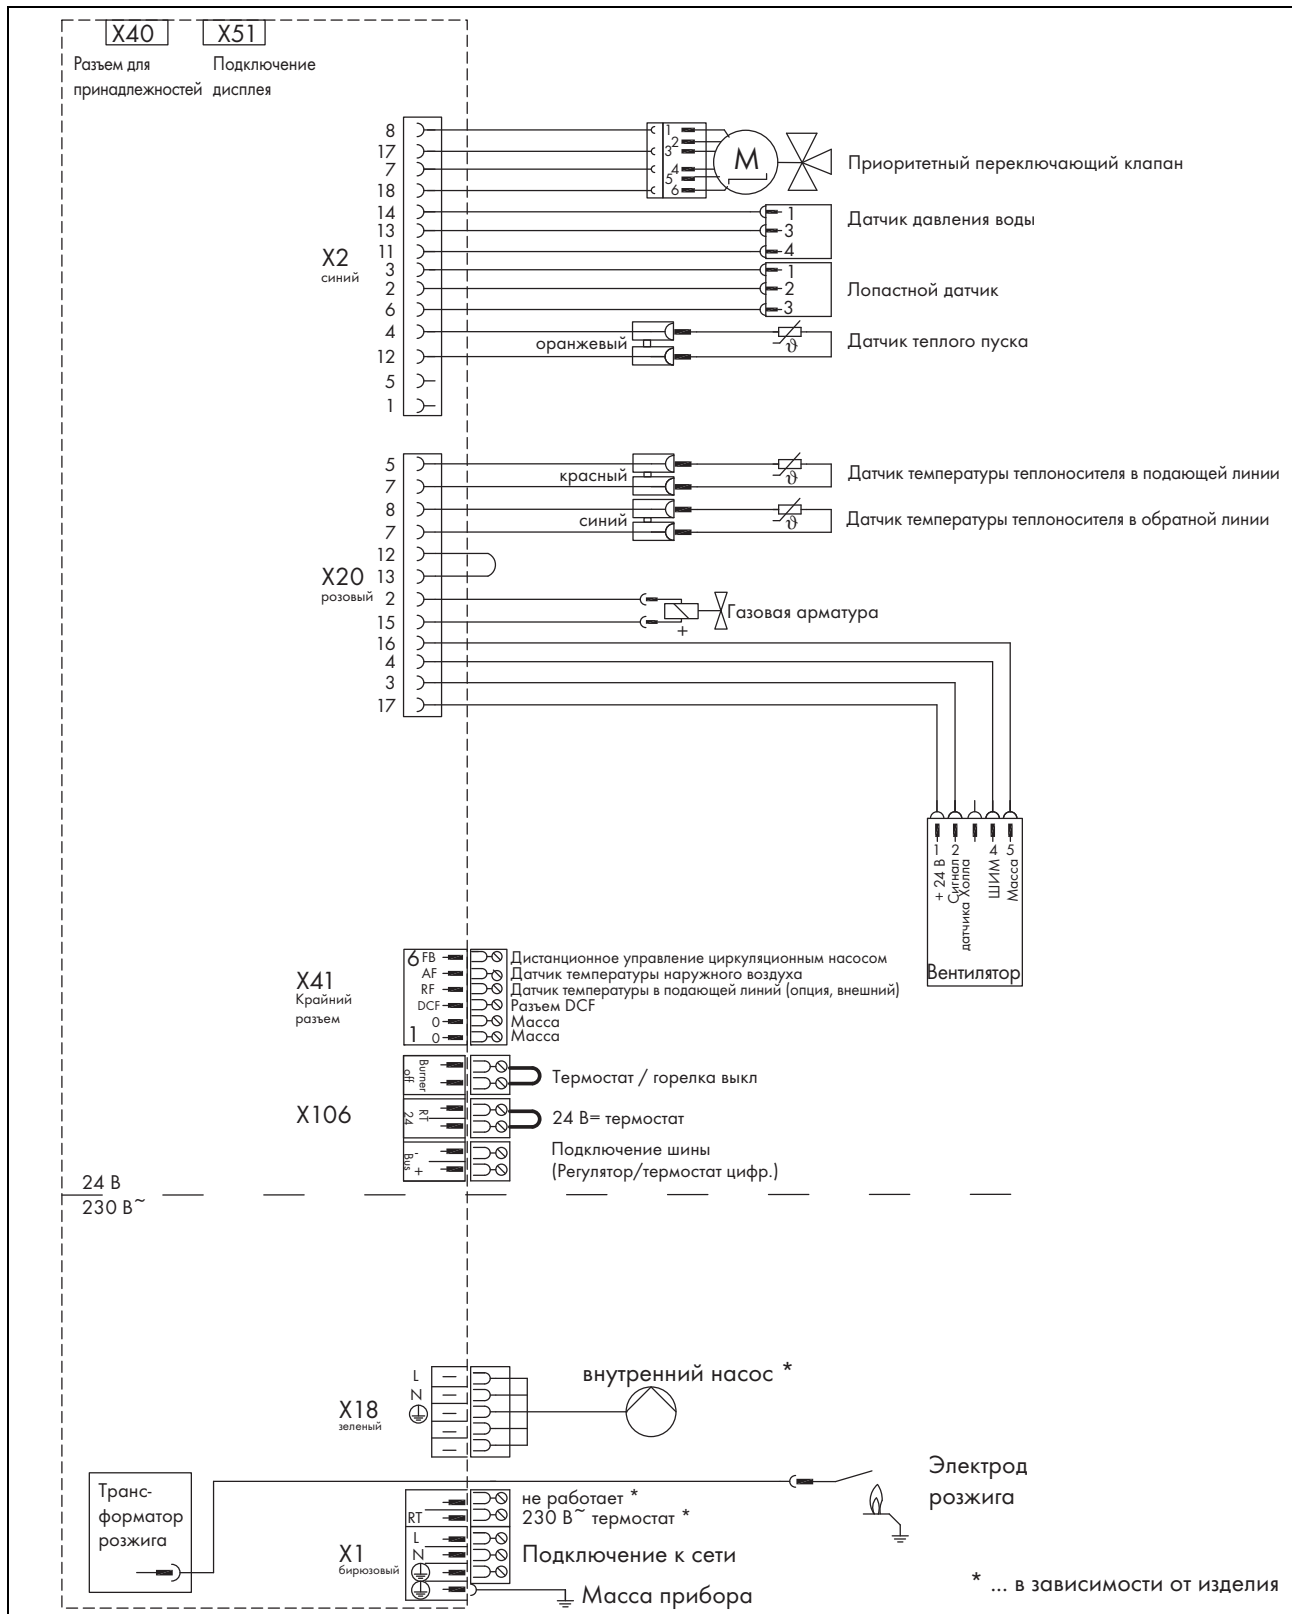 X40 X51
Разъем для
принадлежностей
Подключение
дисплея
8
17
7
18
14
13
11
3
2
6
4
12
5
1
X2
синий
1
2
3
4
5
6
M
Приоритетный переключающий клапан
1
3
4
Датчик давления воды
1
2
3
Лопастной датчик
оранжевый
ϑ
Датчик теплого пуска
5
7
8
7
12
13
2
15
16
4
3
17
X20
розовый
красный
ϑ
Датчик температуры теплоносителя в подающей линии
синий
ϑ
Датчик температуры теплоносителя в обратной линии
+
Газовая арматура
1 2 4 5
+ 24 В
Сигнал
датчика Холла
ШИМ
Масса
Вентилятор
X41
Крайний
разъем
6 FB Дистанционное управление циркуляционным насосом
AF Датчик температуры наружного воздуха
RF Датчик температуры в подающей линий (опция, внешний)
DCF Разъем DCF
0 Масса
1 0 Масса
X106
Burner
off
Термостат / горелка выкл
RT
24
24 В= термостат
Bus
-
+
Подключение шины
(Регулятор/термостат цифр.)
24 В
230 В~
X18
зеленый
L
N
внутренний насос *
Транс-
форматор
розжига
Электрод
розжига
X1
бирюзовый
не работает *
RT 230 В~ термостат *
L
N
Подключение к сети
Масса прибора
* ... в зависимости от изделия